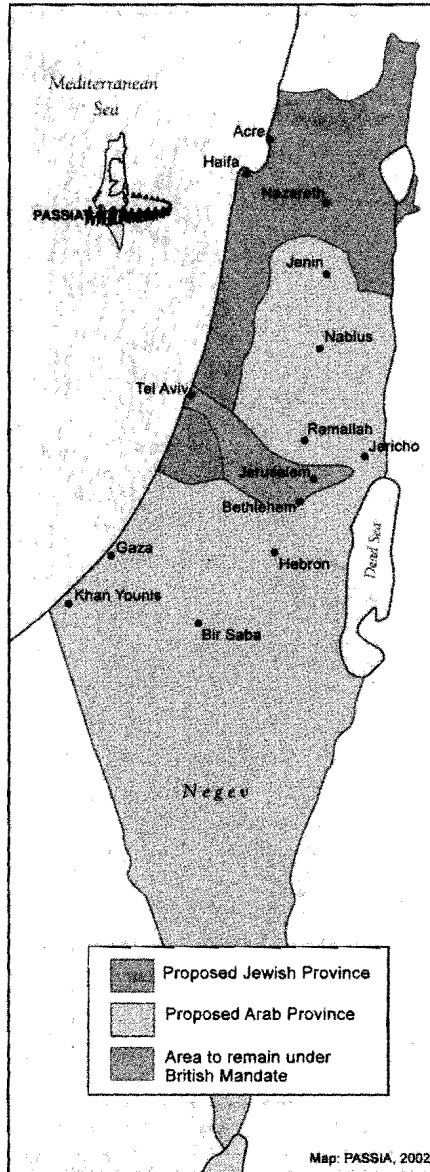 Mediterranean
Sea
Acre
Haifa
PASSIA
Nazareth
Jenin
Nablus
Tel Aviv
Ramallah
Jericho
Jerusalem
Bethlehem
Dead Sea
Gaza
Hebron
Khan Younis
Bir Saba
Negev
Proposed Jewish Province
Proposed Arab Province
Area to remain under
British Mandate
Map: PASSIA, 2002